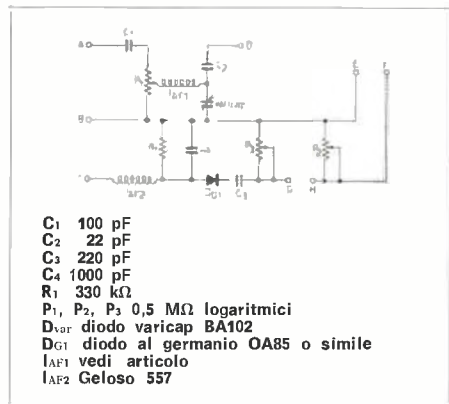 A
C₁
D
E
F
B
G
H
C₁ 100 pF
C₂ 22 pF
C₃ 220 pF
C₄ 1000 pF
R₁ 330 kΩ
P₁, P₂, P₃ 0,5 MΩ logaritmici
Dvar diodo varicap BA102
DG1 diodo al germanio OA85 o simile
IAF1 vedi articolo
IAF2 Geloso 557